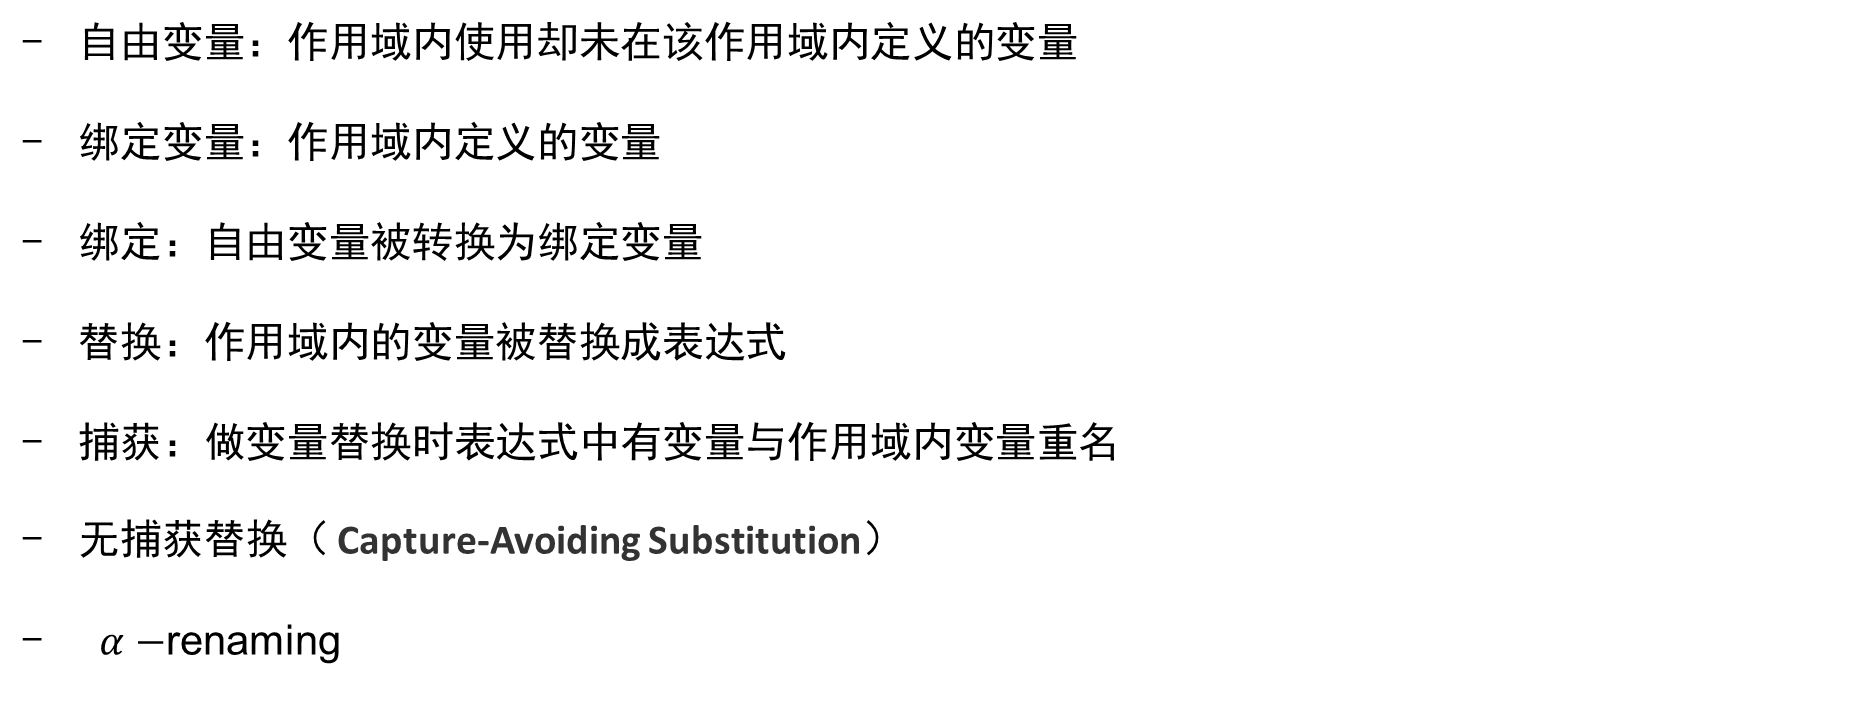 - 自由变量：作用域内使用却未在该作用域内定义的变量
- 绑定变量：作用域内定义的变量
- 绑定：自由变量被转换为绑定变量
- 替换：作用域内的变量被替换成表达式
- 捕获：做变量替换时表达式中有变量与作用域内变量重名
- 无捕获替换（Capture-Avoiding Substitution）
- α −renaming